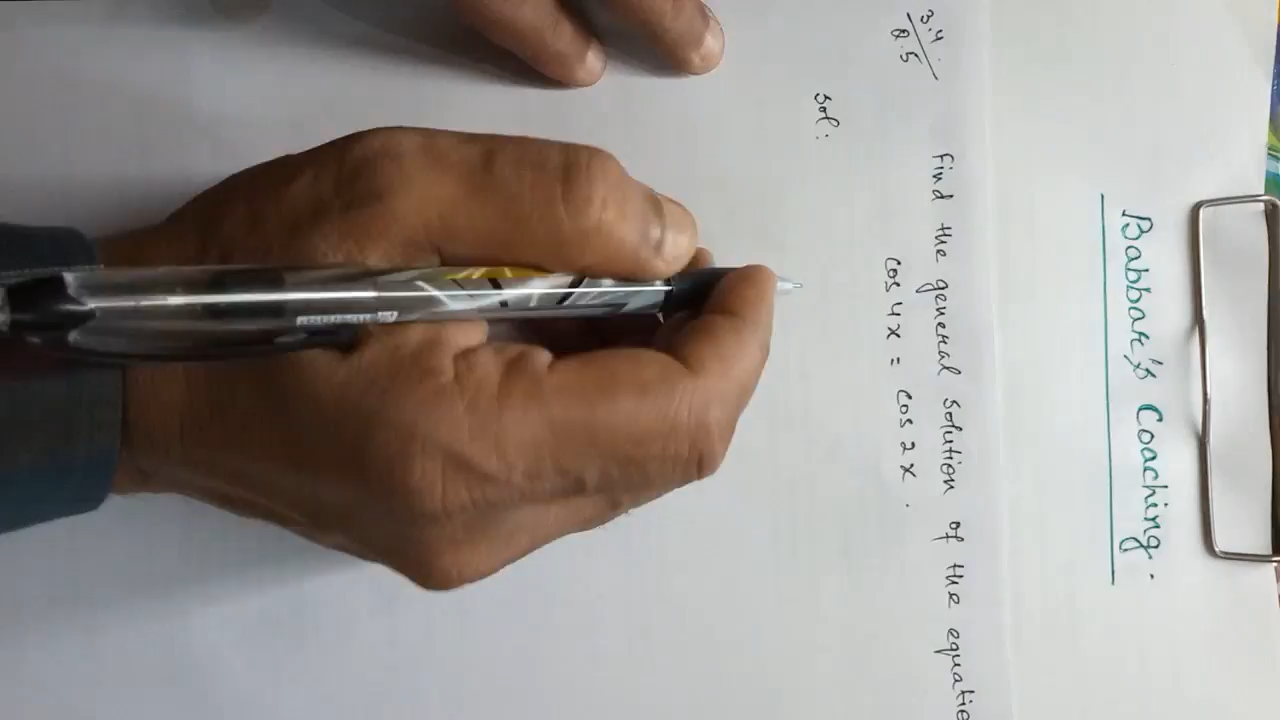 Babbar's Coaching.
3.4
Q.5
Find the general solution of the equatio
cos 4x = cos 2x.
Sol: